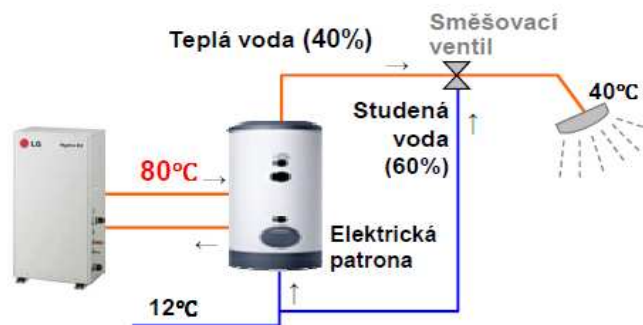 Teplá voda (40%)
Směšovací
ventil
40℃
Studená
voda
(60%)
LG
80℃
Elektrická
patrona
12℃